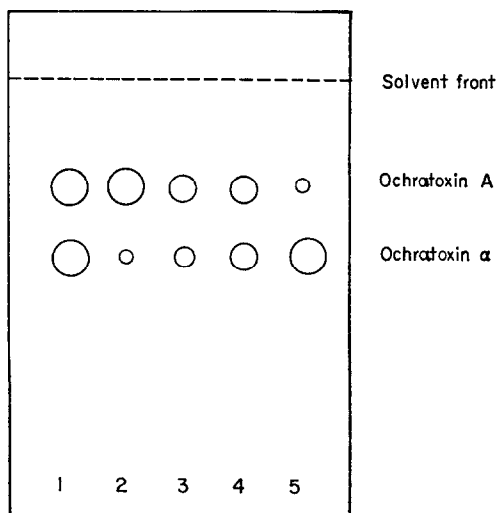 Solvent front
Ochratoxin A
Ochratoxin α
1 2 3 4 5